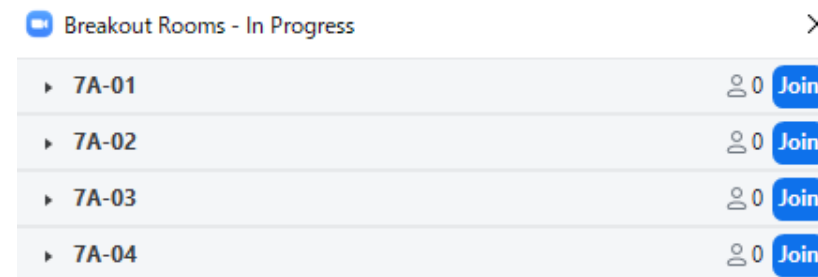 Breakout Rooms - In Progress
7A-01 0 Join
7A-02 0 Join
7A-03 0 Join
7A-04 0 Join